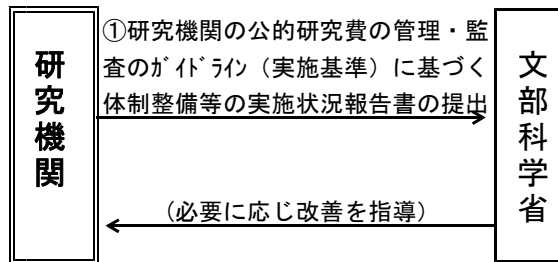 研究機関
①研究機関の公的研究費の管理・監
査のｶﾞｲﾄﾞﾗｲﾝ（実施基準）に基づく
体制整備等の実施状況報告書の提出
（必要に応じ改善を指導）
文部科学省